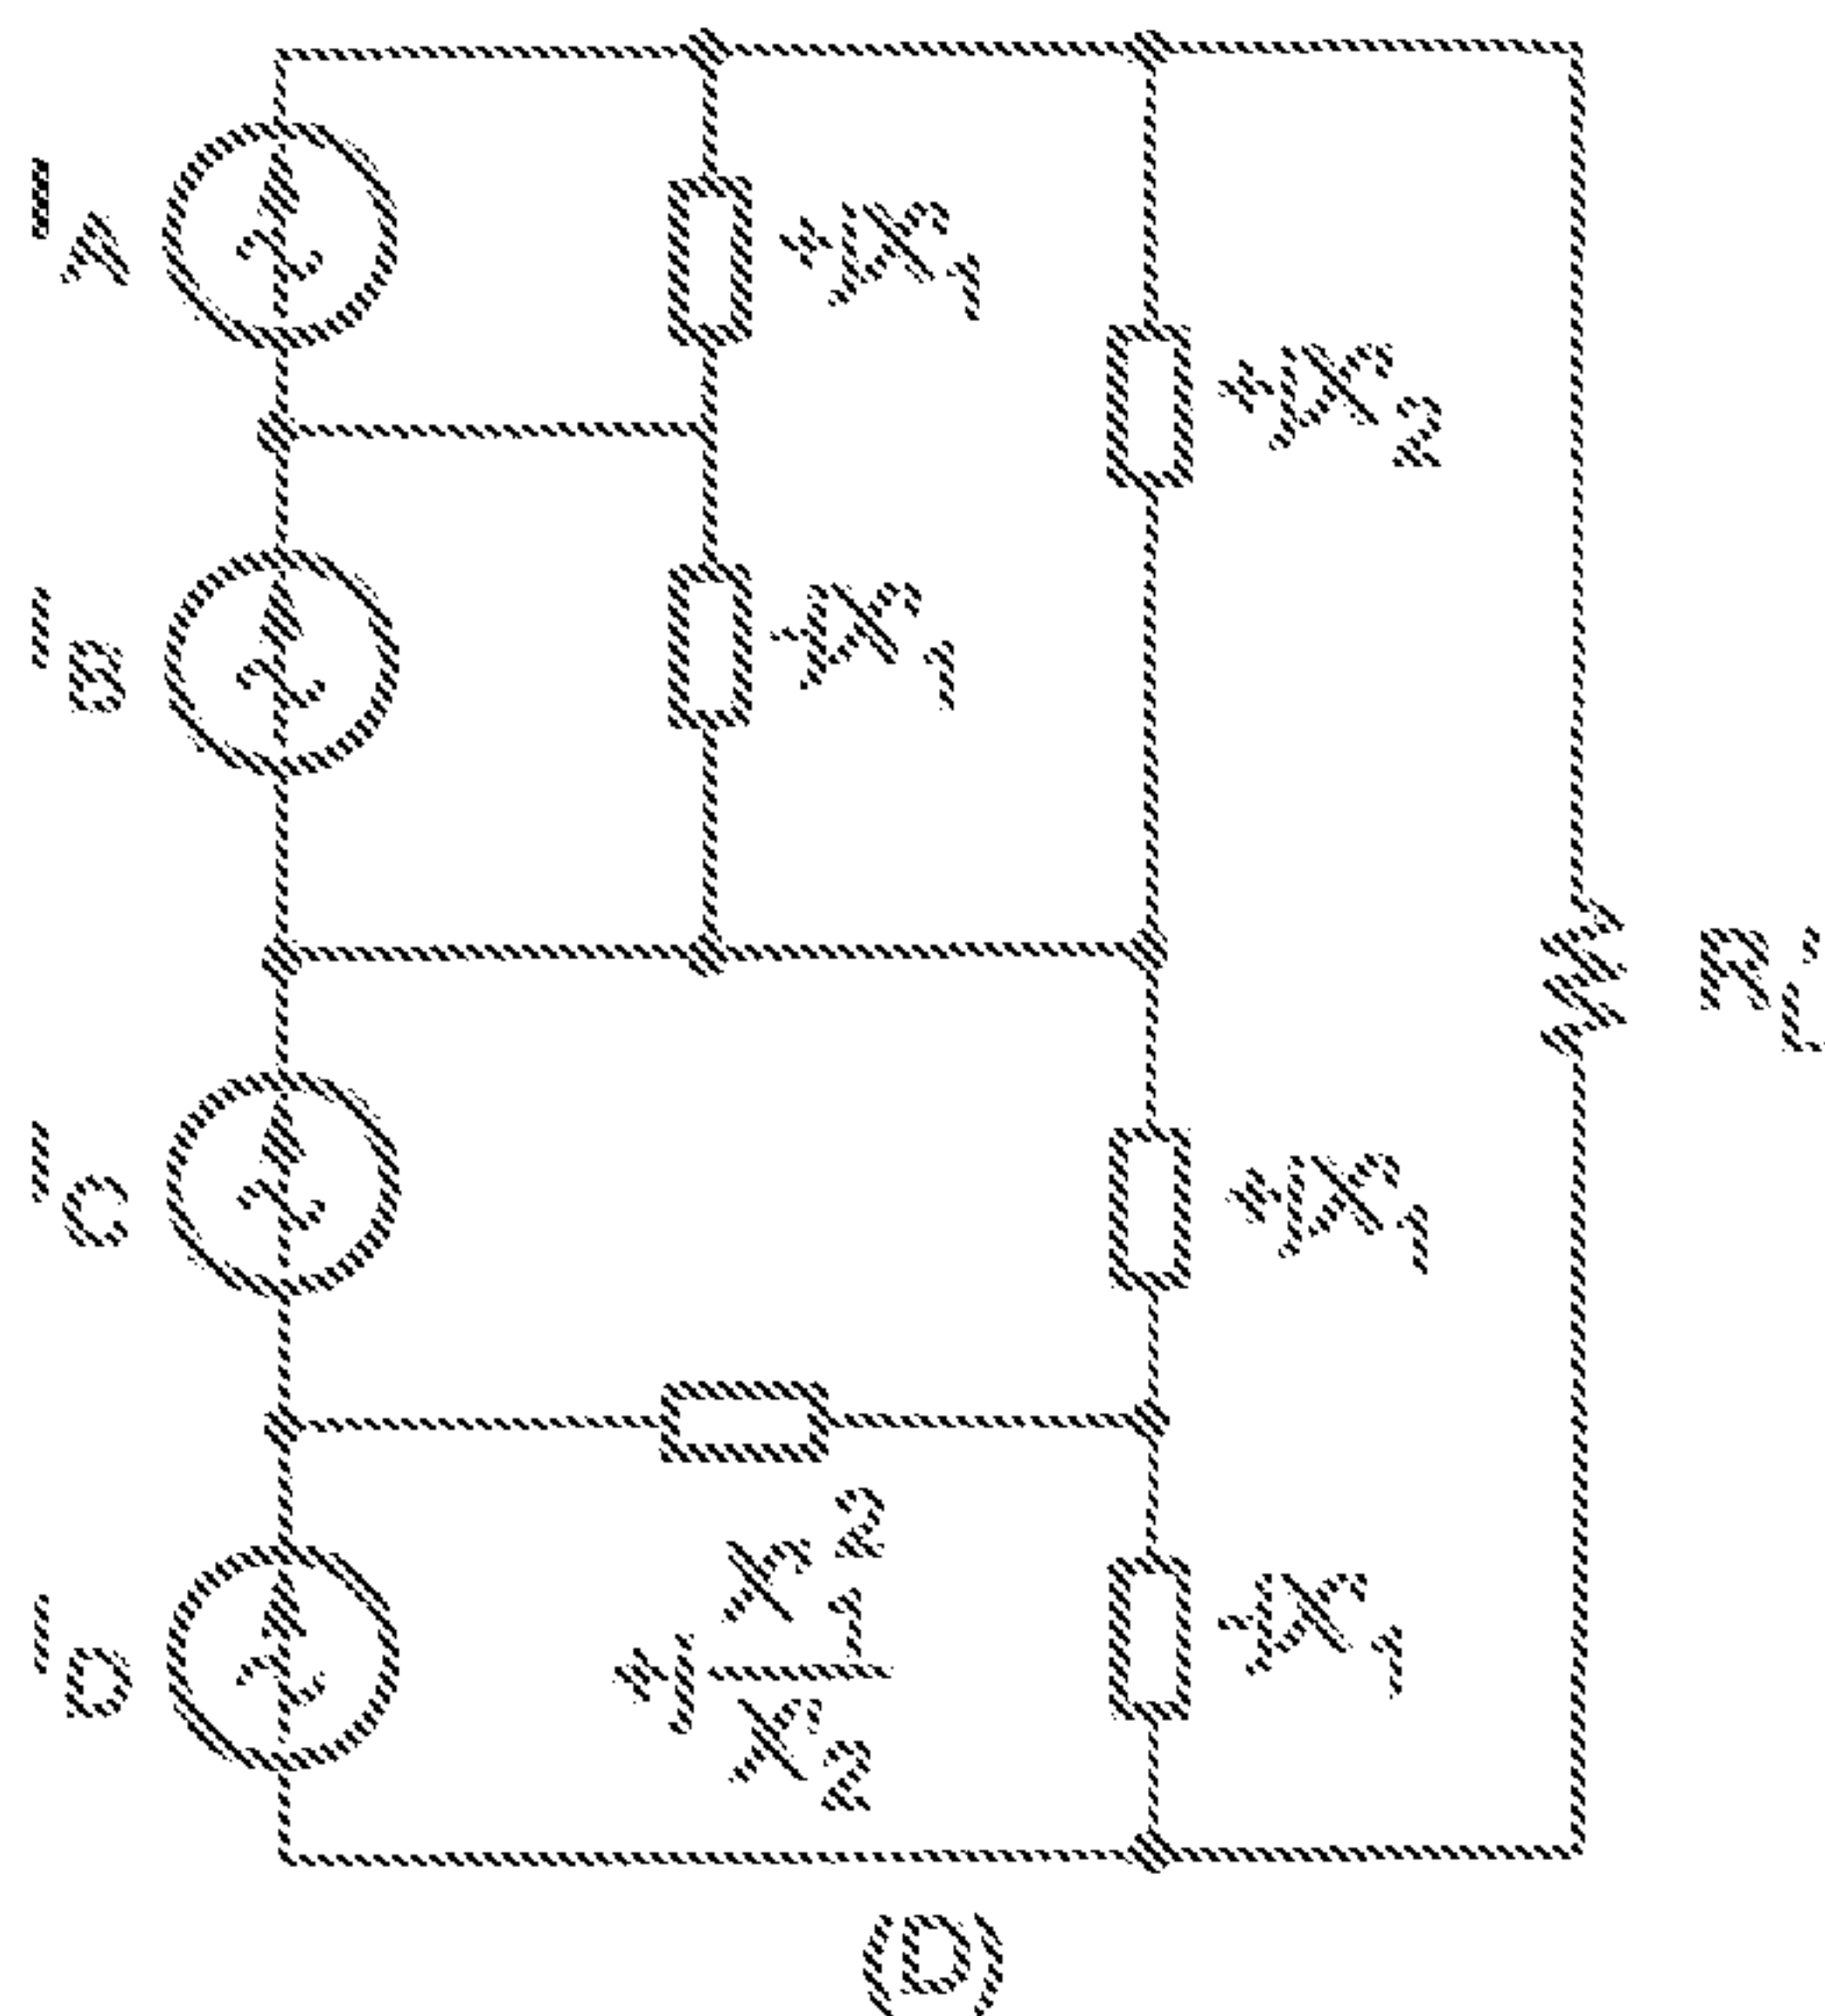 I_A
+jX_1
+jX_2
I_B
-jX_1
R_L
I_C
+jX_1
I_D
+j X_1^2 / X_2
-jX_1
(D)